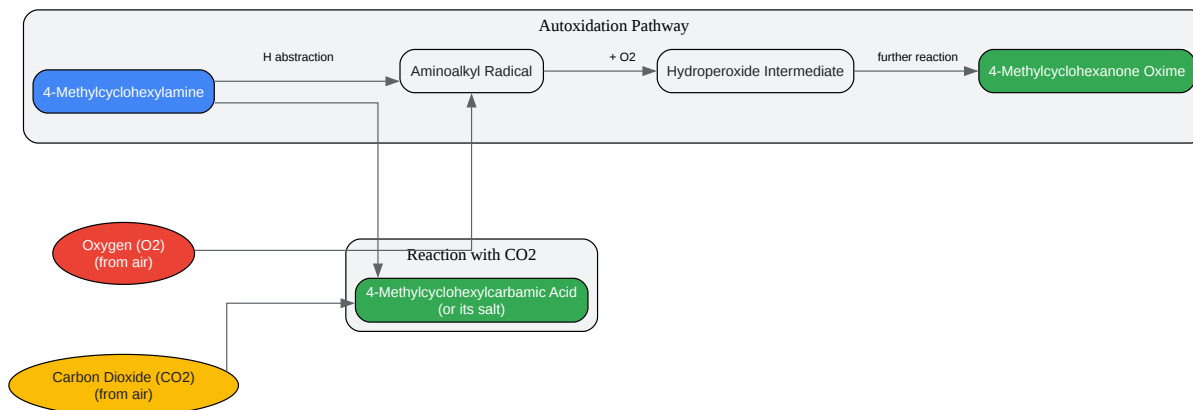 Autoxidation Pathway
H abstraction
+ O2
further reaction
4-Methylcyclohexylamine
Aminoalkyl Radical
Hydroperoxide Intermediate
4-Methylcyclohexanone Oxime
Oxygen (O2)
(from air)
Reaction with CO2
4-Methylcyclohexylcarbamic Acid
(or its salt)
Carbon Dioxide (CO2)
(from air)